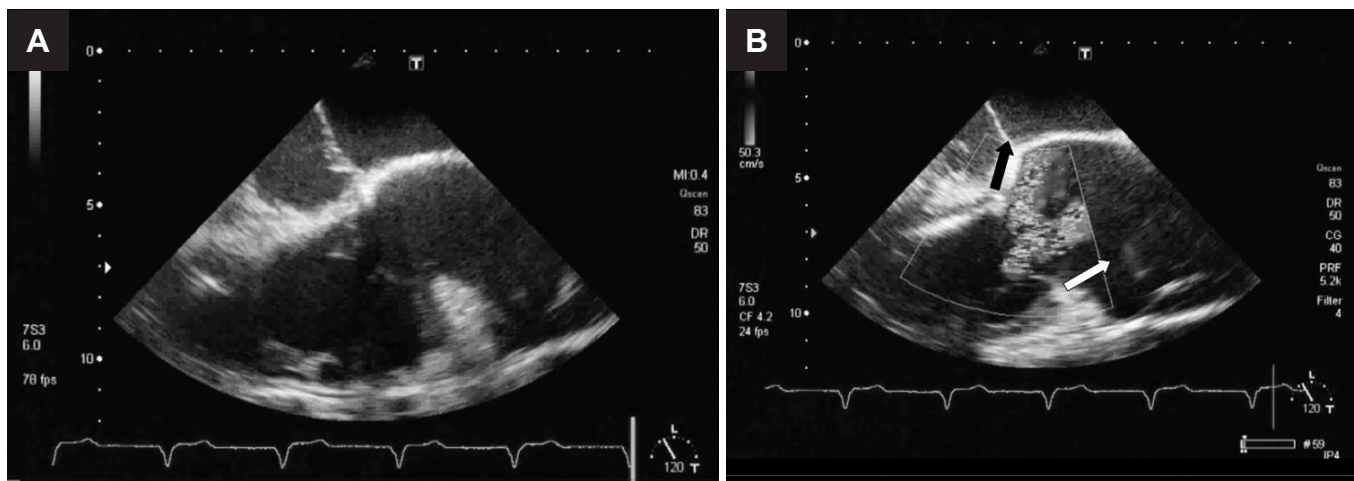 A
0
T
5
10
MI:0.4
Qscan
83
DR
50
7S3
6.0
78 fps
L
120 T
B
0
T
50.3
cm/s
5
10
Qscan
83
DR
50
CG
40
PRF
5.2k
Filter
4
7S3
6.0
CF 4.2
24 fps
L
120 T
#59
IP4